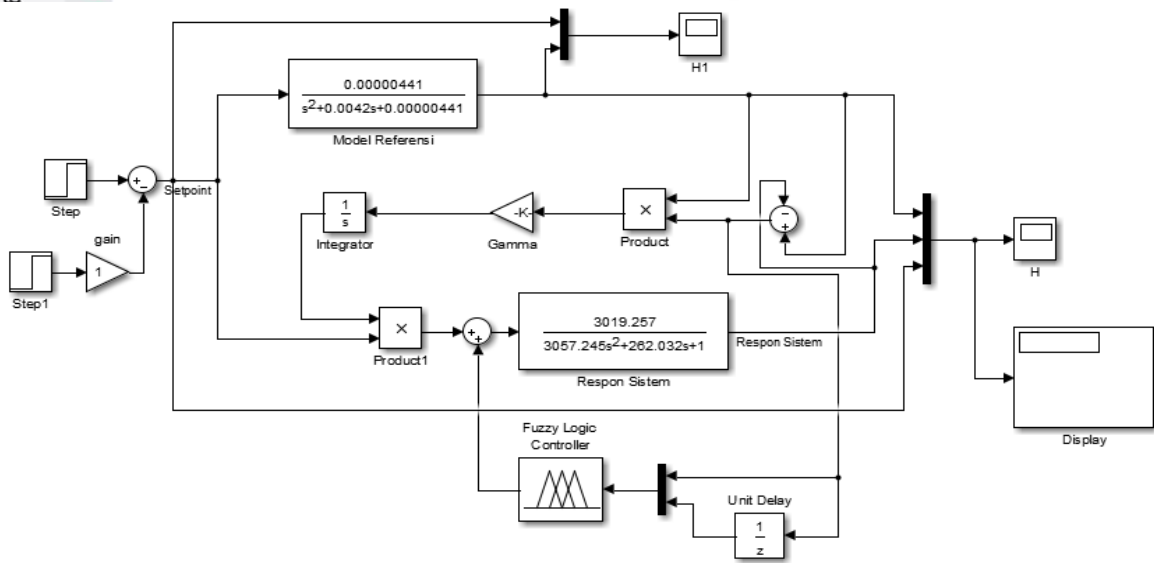 H1
0.00000441
s2+0.0042s+0.00000441
Model Referensi
Step
+
-
Setpoint
1
s
Integrator
-K-
Gamma
×
Product
-
+
H
gain
1
Step1
×
Product1
+
+
3019.257
3057.245s2+262.032s+1
Respon Sistem
Respon Sistem
Display
Fuzzy Logic
Controller
Unit Delay
1
z